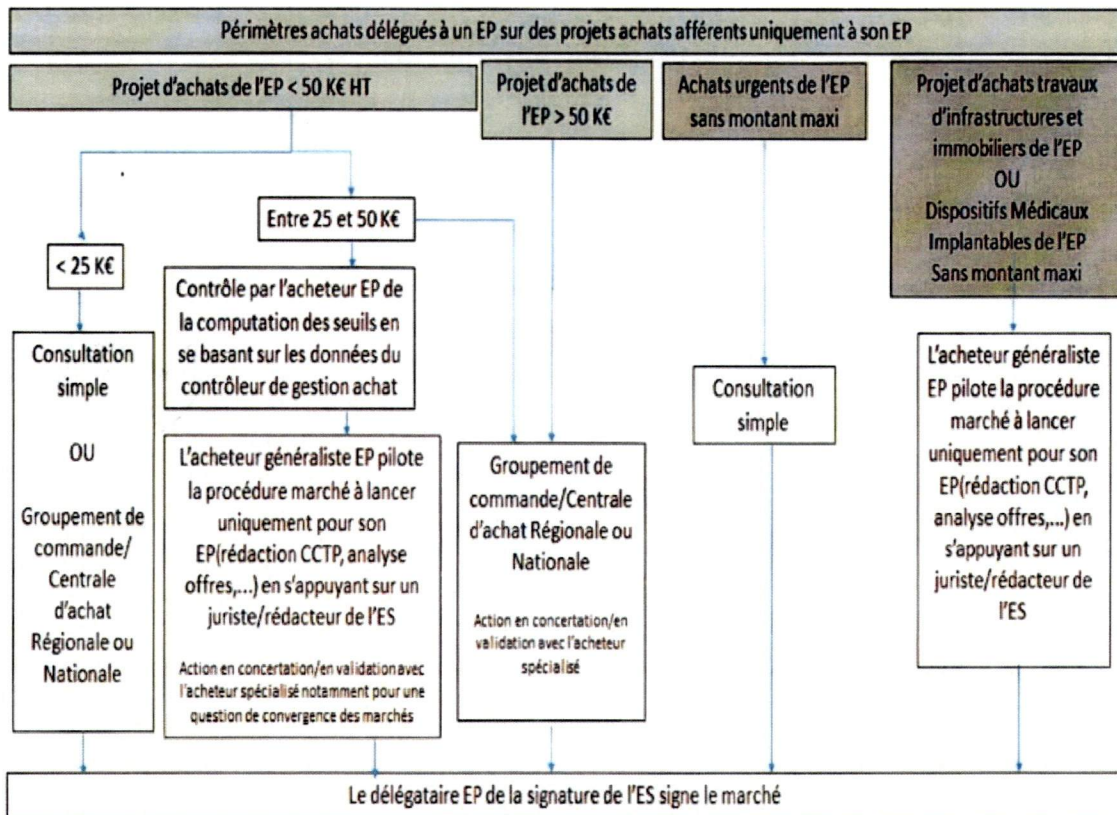 Périmètres achats délégués à un EP sur des projets achats afférents uniquement à son EP
Projet d'achats de l'EP < 50 K€ HT
Projet d'achats de
l'EP > 50 K€
Achats urgents de l'EP
sans montant maxi
Projet d'achats travaux
d'infrastructures et
immobiliers de l'EP
OU
Dispositifs Médicaux
Implantables de l'EP
Sans montant maxi
< 25 K€
Entre 25 et 50 K€
Consultation
simple
OU
Groupement de
commande/
Centrale
d'achat
Régionale ou
Nationale
Contrôle par l'acheteur EP de
la computation des seuils en
se basant sur les données du
contrôleur de gestion achat
L'acheteur généraliste EP pilote
la procédure marché à lancer
uniquement pour son
EP(rédaction CCTP, analyse
offres,...) en s'appuyant sur un
juriste/rédacteur de l'ES
Action en concertation/en validation avec
l'acheteur spécialisé notamment pour une
question de convergence des marchés
Groupement de
commande/Centrale
d'achat Régionale ou
Nationale
Action en concertation/en
validation avec l'acheteur
spécialisé
Consultation
simple
L'acheteur généraliste
EP pilote la procédure
marché à lancer
uniquement pour son
EP(rédaction CCTP,
analyse offres,...) en
s'appuyant sur un
juriste/rédacteur de
l'ES
Le délégataire EP de la signature de l'ES signe le marché